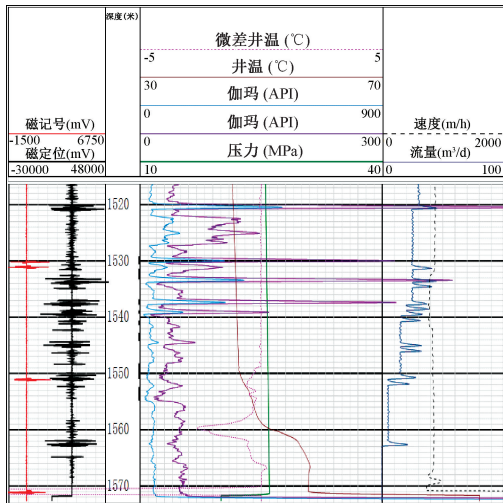 深度(米)
微差井温 (℃)
-5 5
井温 (℃)
30 70
伽玛 (API)
0 900
伽玛 (API)
0 300
压力 (MPa)
10 40
磁记号(mV)
-1500 6750
磁定位(mV)
-30000 48000
速度(m/h)
0 2000
流量(m³/d)
0 100
1520
1530
1540
1550
1560
1570